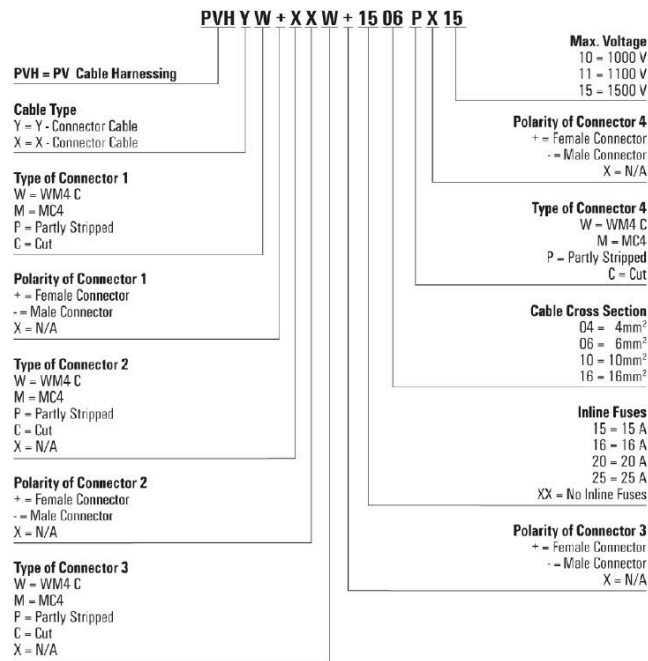 PVH Y W + X X W + 15 06 P X 15
PVH = PV Cable Harnessing
Cable Type
Y = Y - Connector Cable
X = X - Connector Cable
Type of Connector 1
W = WM4 C
M = MC4
P = Partly Stripped
C = Cut
Polarity of Connector 1
+ = Female Connector
- = Male Connector
X = N/A
Type of Connector 2
W = WM4 C
M = MC4
P = Partly Stripped
C = Cut
X = N/A
Polarity of Connector 2
+ = Female Connector
- = Male Connector
X = N/A
Type of Connector 3
W = WM4 C
M = MC4
P = Partly Stripped
C = Cut
X = N/A
Max. Voltage
10 = 1000 V
11 = 1100 V
15 = 1500 V
Polarity of Connector 4
+ = Female Connector
- = Male Connector
X = N/A
Type of Connector 4
W = WM4 C
M = MC4
P = Partly Stripped
C = Cut
Cable Cross Section
04 = 4mm²
06 = 6mm²
10 = 10mm²
16 = 16mm²
Inline Fuses
15 = 15 A
16 = 16 A
20 = 20 A
25 = 25 A
XX = No Inline Fuses
Polarity of Connector 3
+ = Female Connector
- = Male Connector
X = N/A